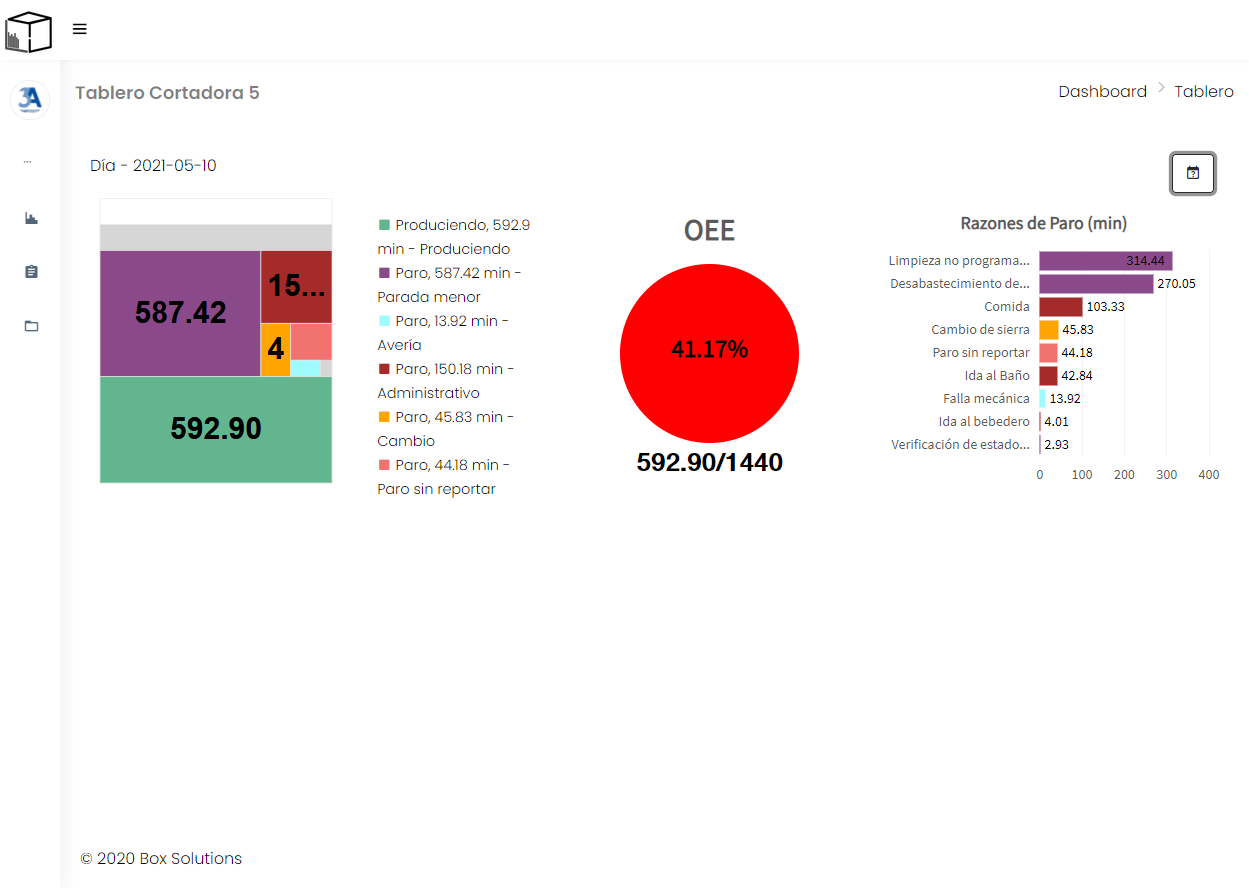 Tablero Cortadora 5
Dashboard > Tablero
3A
...
Día - 2021-05-10
587.42
15...
4
592.90
Produciendo, 592.9
min - Produciendo
Paro, 587.42 min -
Parada menor
Paro, 13.92 min -
Avería
Paro, 150.18 min -
Administrativo
Paro, 45.83 min -
Cambio
Paro, 44.18 min -
Paro sin reportar
OEE
41.17%
592.90/1440
Razones de Paro (min)
Limpieza no programa... 314.44
Desabastecimiento de... 270.05
Comida 103.33
Cambio de sierra 45.83
Paro sin reportar 44.18
Ida al Baño 42.84
Falla mecánica 13.92
Ida al bebedero 4.01
Verificación de estado... 2.93
0 100 200 300 400
© 2020 Box Solutions